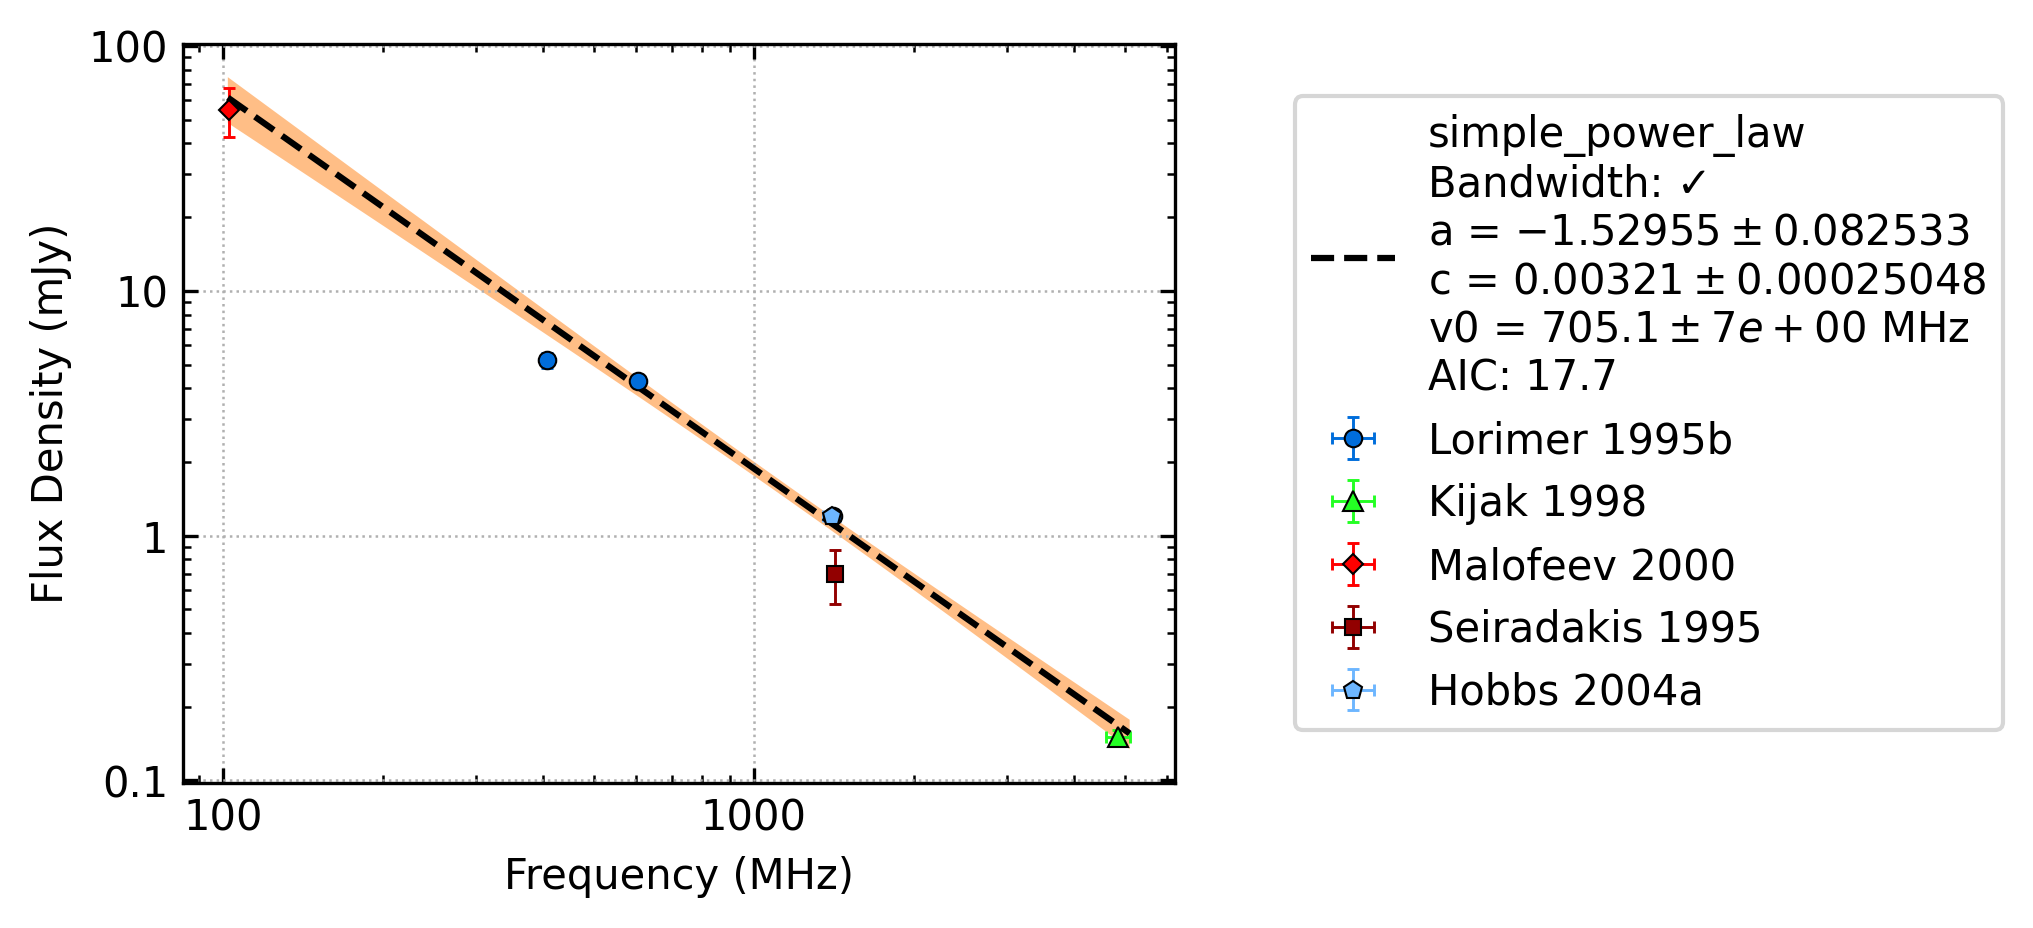 100
10
1
0.1
100
1000
Flux Density (mJy)
Frequency (MHz)
simple_power_law
Bandwidth: ✓
a = −1.52955 ± 0.082533
c = 0.00321 ± 0.00025048
v0 = 705.1 ± 7e + 00 MHz
AIC: 17.7
Lorimer 1995b
Kijak 1998
Malofeev 2000
Seiradakis 1995
Hobbs 2004a